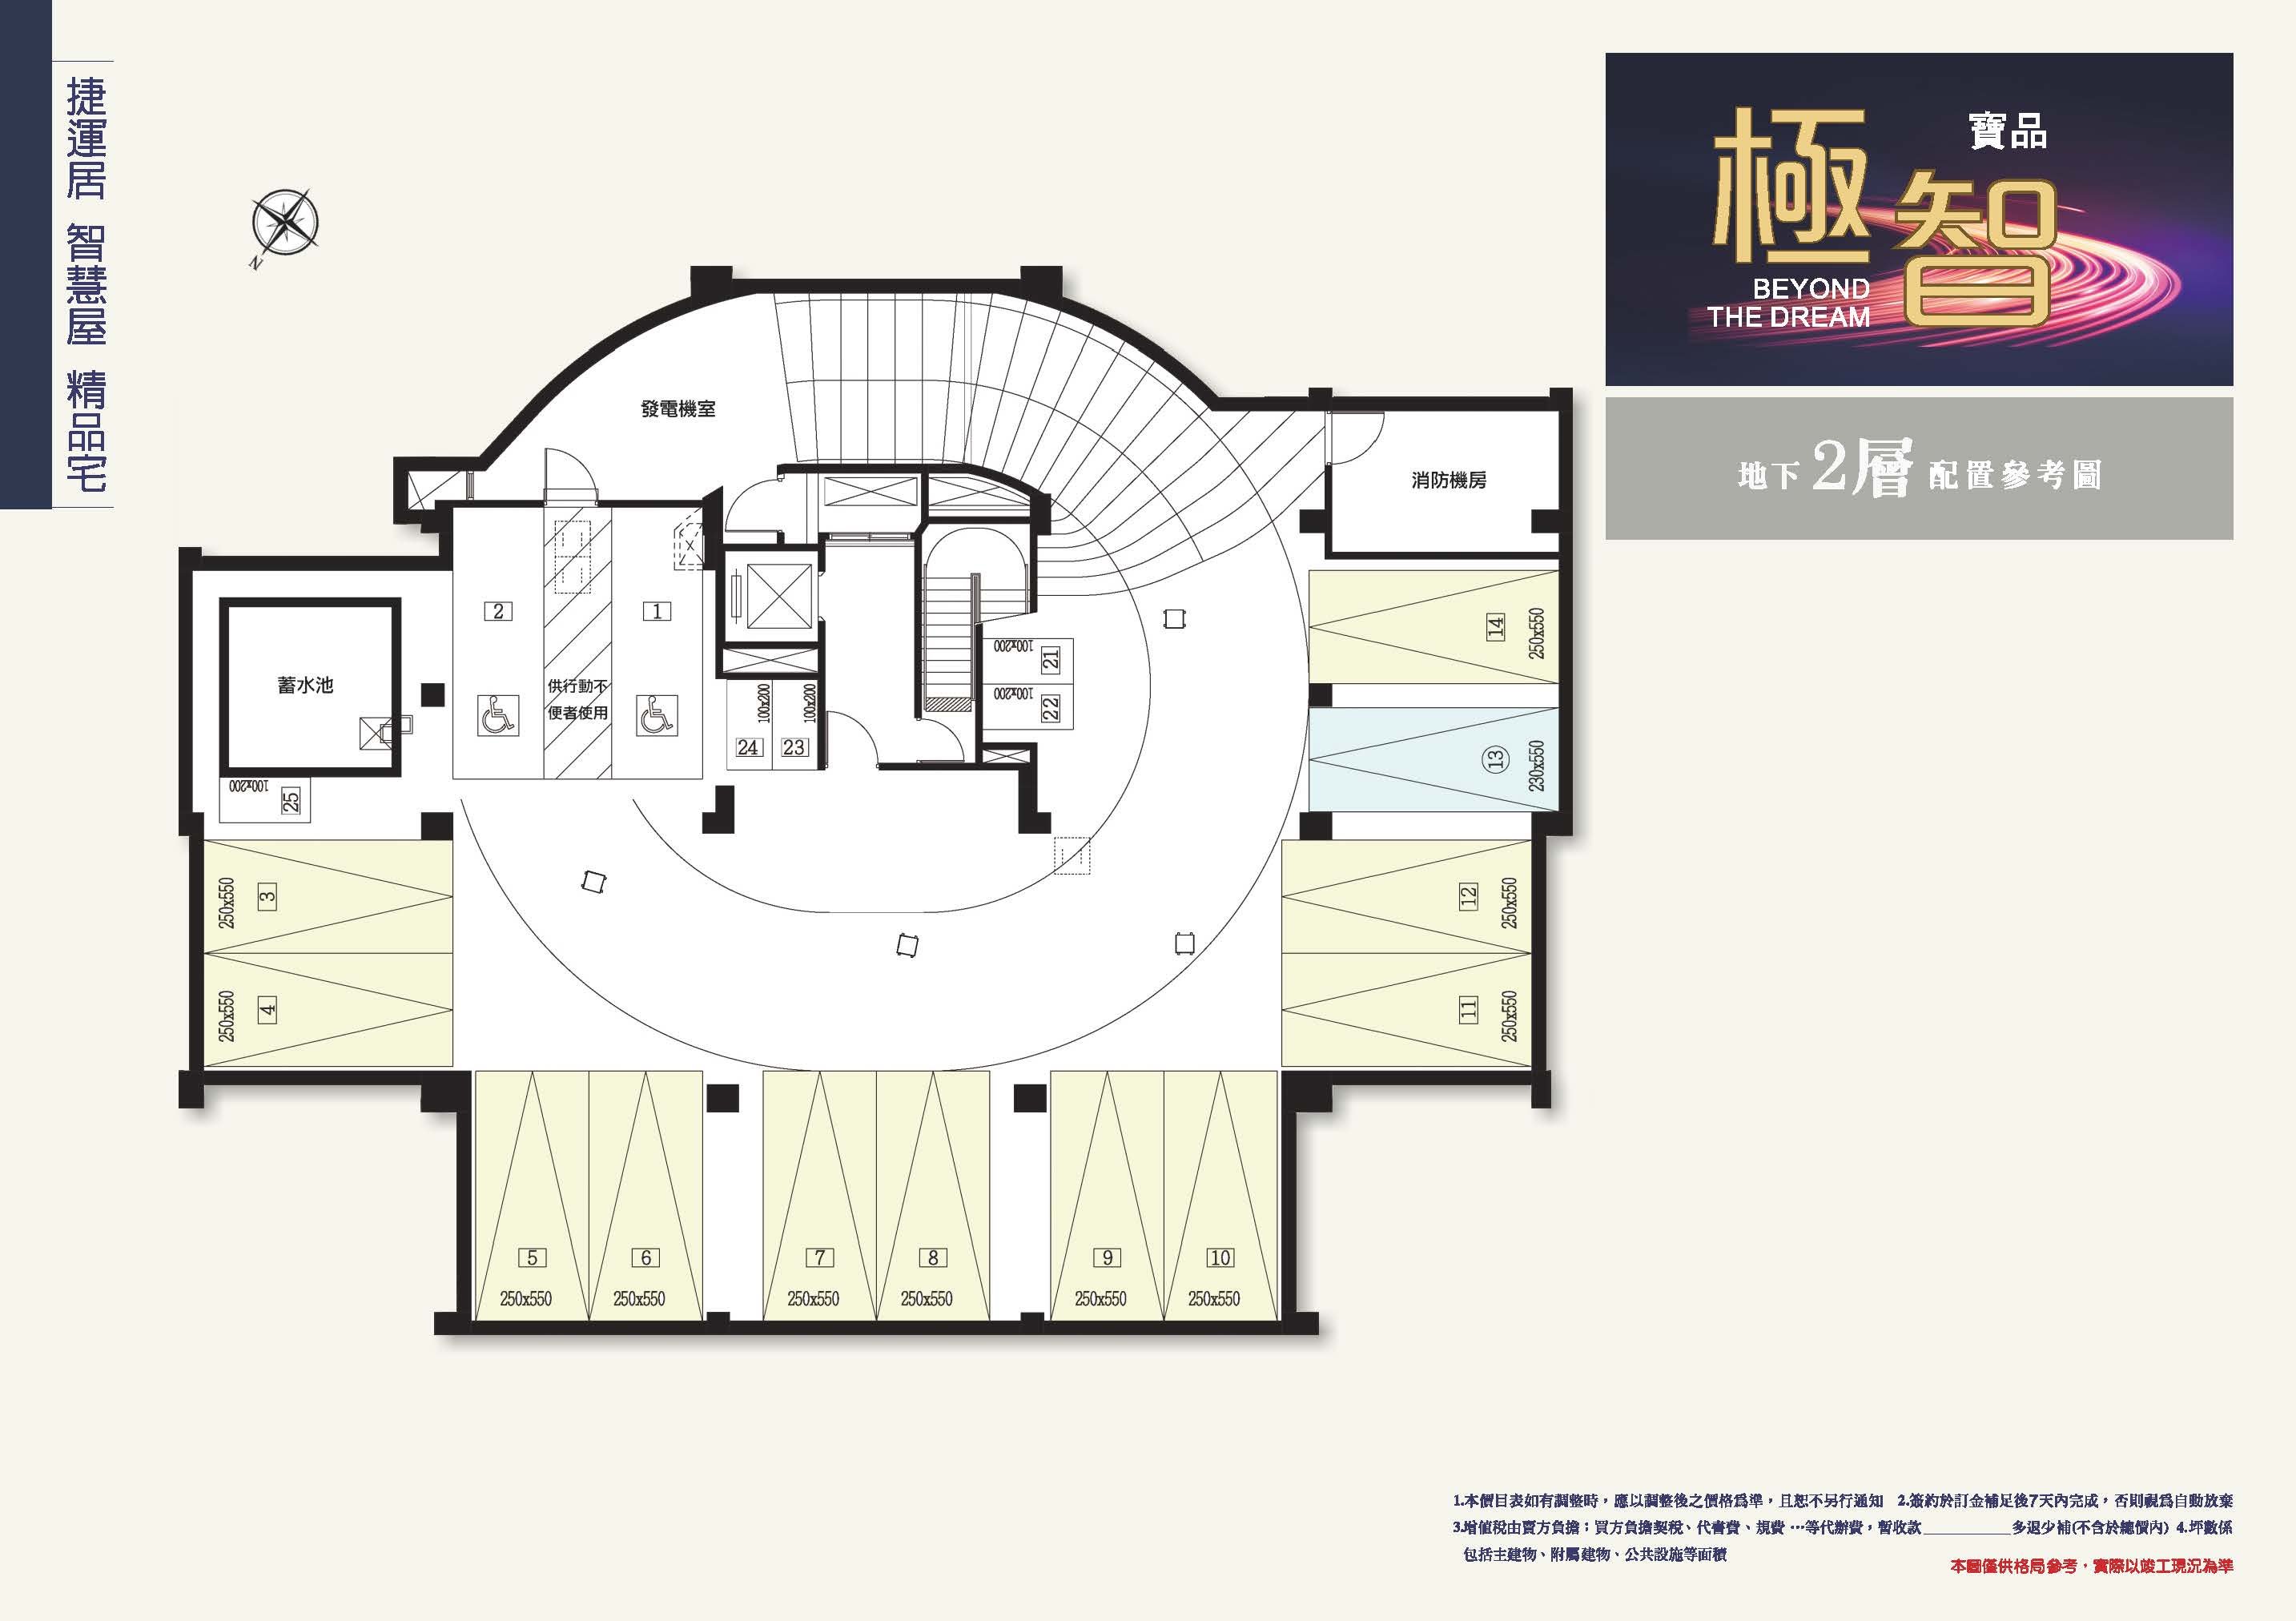 捷運居 智慧屋 精品宅
N
極智
寶品
BEYOND
THE DREAM
地下2層配置參考圖
發電機室
消防機房
2
1
蓄水池
供行動不
便者使用
14
250x550
21
100x200
22
100x200
100x200
100x200
24
23
13
230x550
100x200
25
3
250x550
4
250x550
12
250x550
11
250x550
5
6
7
8
9
10
250x550
250x550
250x550
250x550
250x550
250x550
1.本價目表如有調整時，應以調整後之價格為準，且恕不另行通知 2.簽約於訂金補足後7天內完成，否則視為自動放棄
3.增值稅由賣方負擔；買方負擔契稅、代書費、規費…等代辦費，暫收款__________多退少補(不含於總價內) 4.坪數係
包括主建物、附屬建物、公共設施等面積
本圖僅供格局參考，實際以竣工現況為準